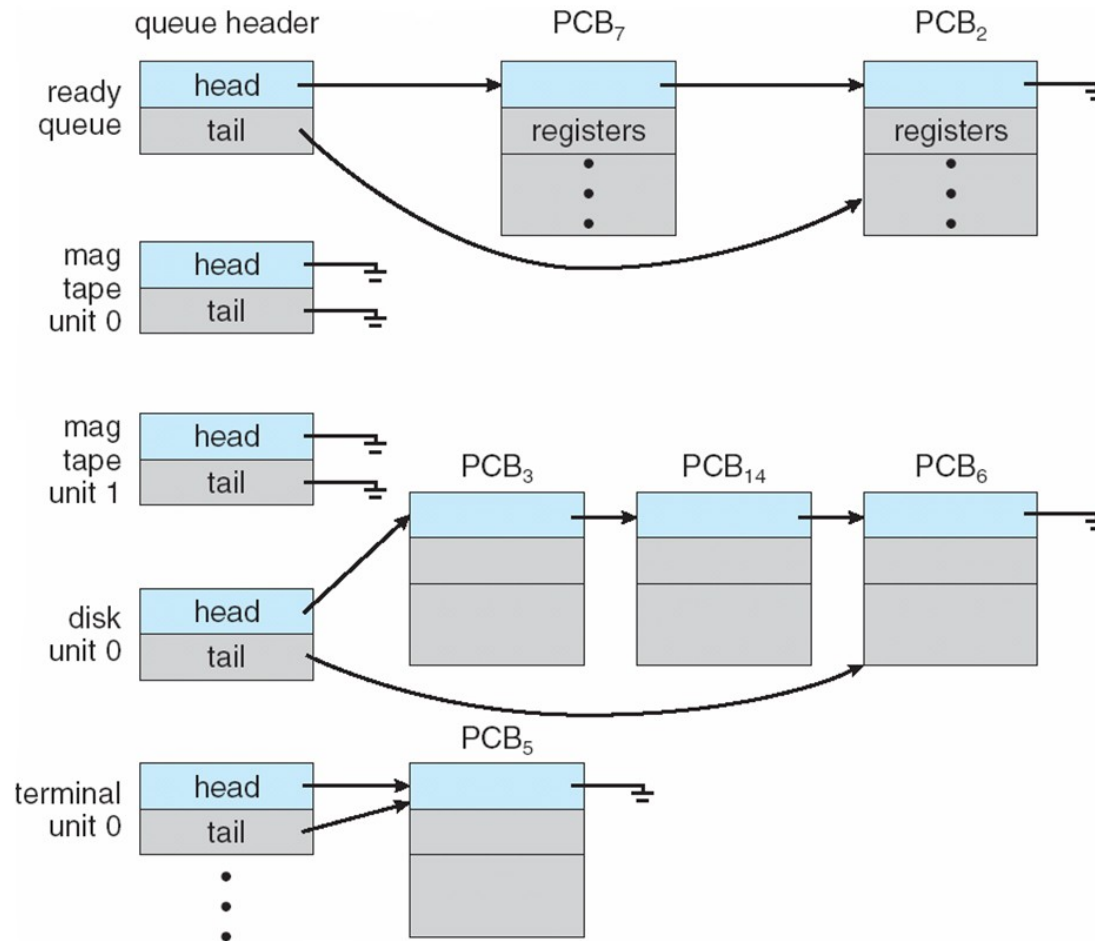 queue header
PCB₇
PCB₂
ready
queue
head
tail
registers
registers
mag
tape
unit 0
head
tail
mag
tape
unit 1
head
tail
PCB₃
PCB₁₄
PCB₆
disk
unit 0
head
tail
PCB₅
terminal
unit 0
head
tail